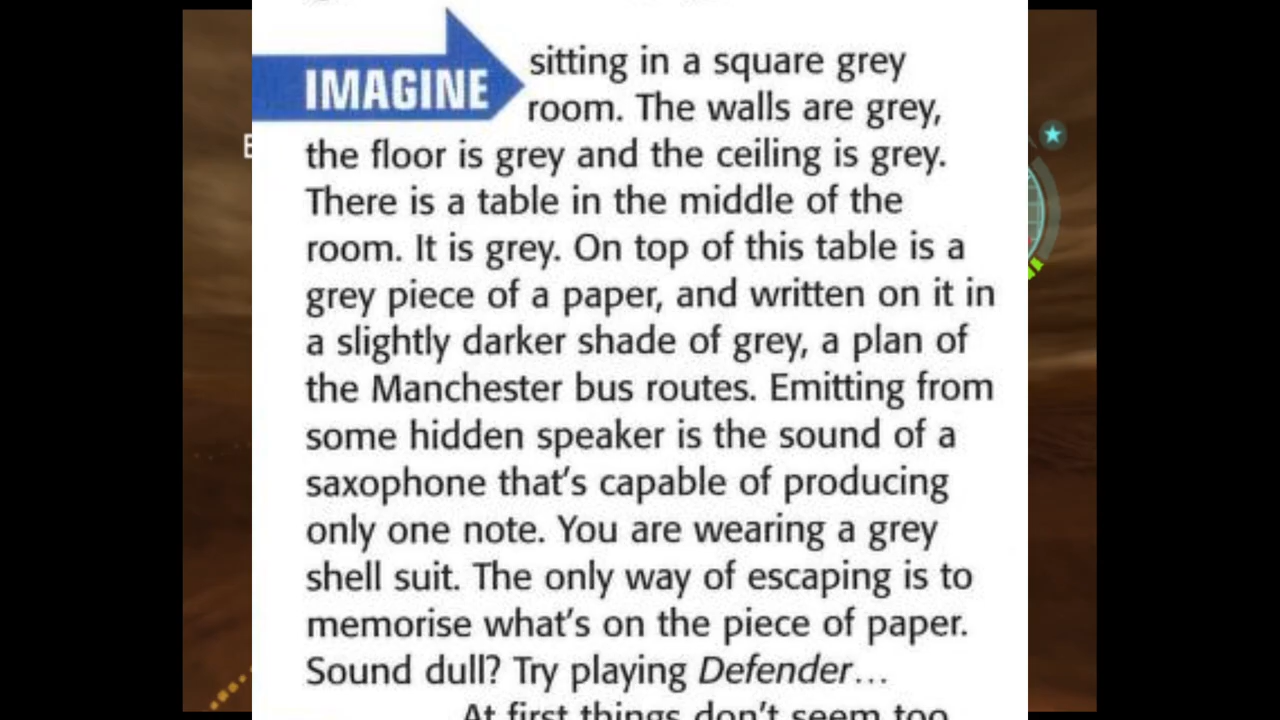 IMAGINE sitting in a square grey
room. The walls are grey,
the floor is grey and the ceiling is grey.
There is a table in the middle of the
room. It is grey. On top of this table is a
grey piece of a paper, and written on it in
a slightly darker shade of grey, a plan of
the Manchester bus routes. Emitting from
some hidden speaker is the sound of a
saxophone that's capable of producing
only one note. You are wearing a grey
shell suit. The only way of escaping is to
memorise what's on the piece of paper.
Sound dull? Try playing Defender...
At first things don't seem too